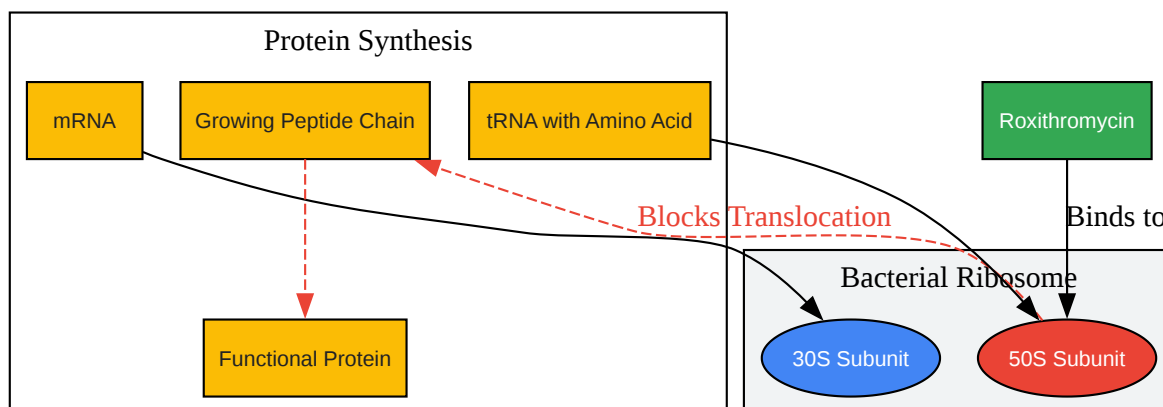 Protein Synthesis
mRNA
Growing Peptide Chain
tRNA with Amino Acid
Roxithromycin
Blocks Translocation
Binds to
Bacterial Ribosome
Functional Protein
30S Subunit
50S Subunit